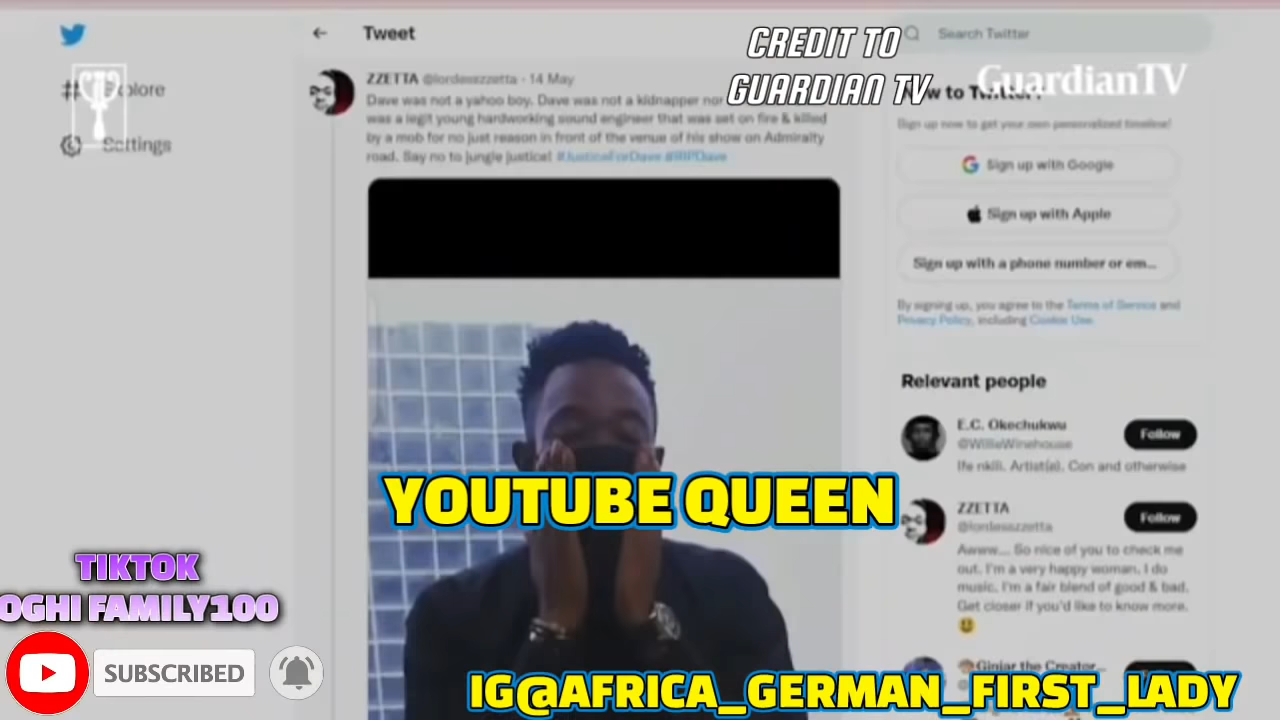 Tweet
CREDIT TO
GUARDIAN TV
Search Twitter
GuardianTV
Explore
Settings
ZZETTA @lordesszzetta · 14 May
Dave was not a yahoo boy. Dave was not a kidnapper nor
was a legit young hardworking sound engineer that was set on fire & killed
by a mob for no just reason in front of the venue of his show on Admiralty
road. Say no to jungle justice! #JusticeForDave #RIPDave
to Twitter?
Sign up now to get your own personalized timeline!
Sign up with Google
Sign up with Apple
Sign up with a phone number or em...
By signing up, you agree to the Terms of Service and
Privacy Policy, including Cookie Use.
Relevant people
E.C. Okechukwu
@WillieWinehouse
Follow
Ife nkili. Artist(e). Con and otherwise
ZZETTA
@lordesszzetta
Follow
Awww... So nice of you to check me
out. I'm a very happy woman. I do
music. I'm a fair blend of good & bad.
Get closer if you'd like to know more.
Ginjar the Creator...
YOUTUBE QUEEN
TIKTOK
OGHI FAMILY100
SUBSCRIBED
IG@AFRICA_GERMAN_FIRST_LADY